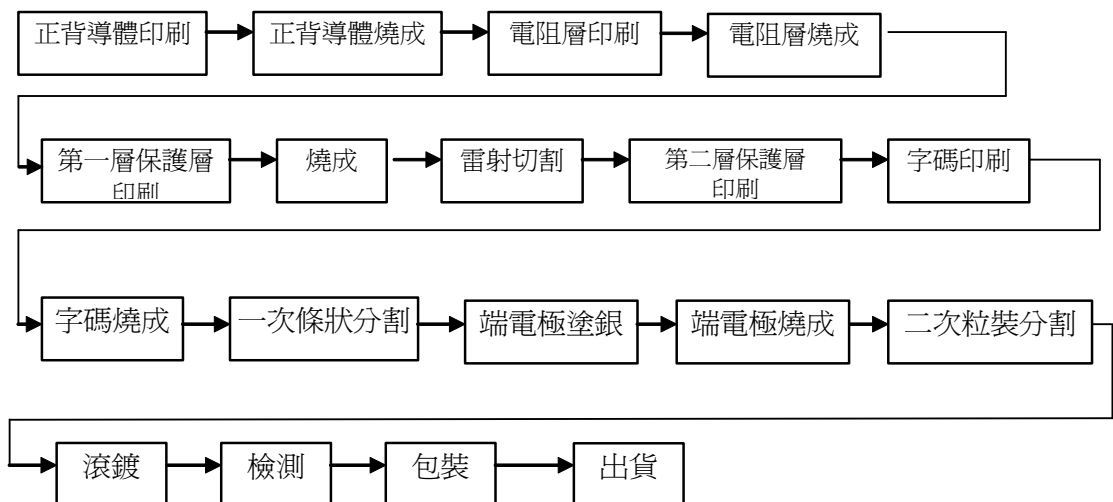 正背導體印刷
正背導體燒成
電阻層印刷
電阻層燒成
第一層保護層
印刷
燒成
雷射切割
第二層保護層
印刷
字碼印刷
字碼燒成
一次條狀分割
端電極塗銀
端電極燒成
二次粒裝分割
滾鍍
檢測
包裝
出貨